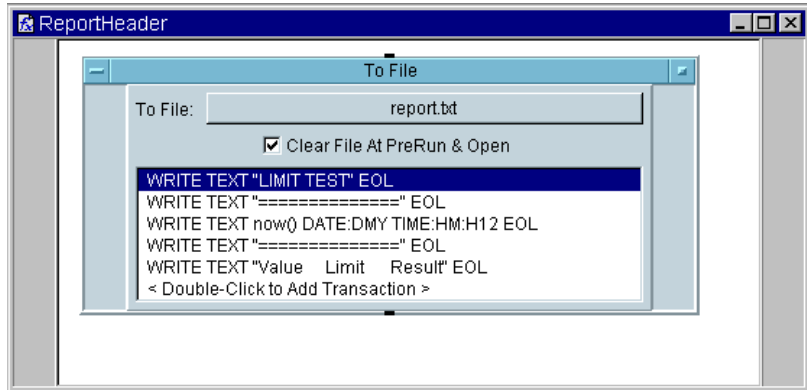 ReportHeader
To File
To File: report.txt
Clear File At PreRun & Open
WRITE TEXT "LIMIT TEST" EOL
WRITE TEXT "==============" EOL
WRITE TEXT now() DATE:DMY TIME:HM:H12 EOL
WRITE TEXT "==============" EOL
WRITE TEXT "Value    Limit    Result" EOL
< Double-Click to Add Transaction >